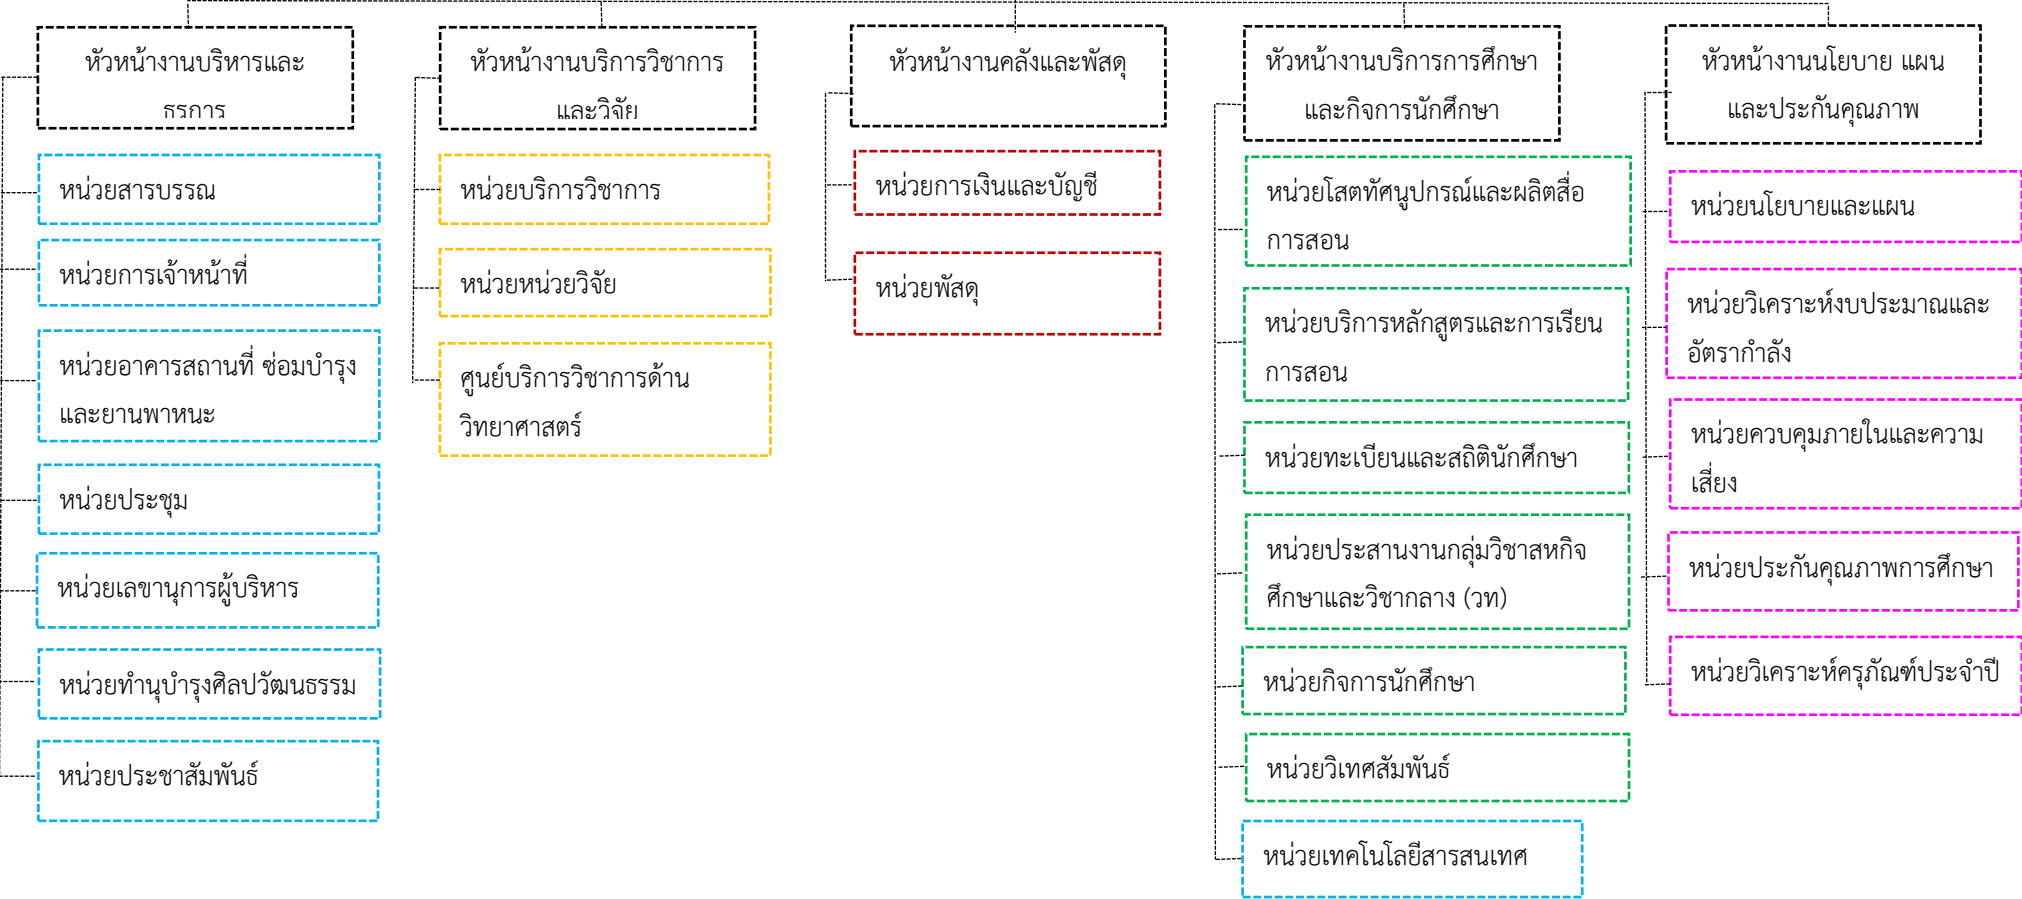 หัวหน้างานบริหารและ
ธุรการ
หน่วยสารบรรณ
หน่วยการเจ้าหน้าที่
หน่วยอาคารสถานที่ ซ่อมบำรุง
และยานพาหนะ
หน่วยประชุม
หน่วยเลขานุการผู้บริหาร
หน่วยทำนุบำรุงศิลปวัฒนธรรม
หน่วยประชาสัมพันธ์
หัวหน้างานบริการวิชาการ
และวิจัย
หน่วยบริการวิชาการ
หน่วยหน่วยวิจัย
ศูนย์บริการวิชาการด้าน
วิทยาศาสตร์
หัวหน้างานคลังและพัสดุ
หน่วยการเงินและบัญชี
หน่วยพัสดุ
หัวหน้างานบริการการศึกษา
และกิจการนักศึกษา
หน่วยโสตทัศนูปกรณ์และผลิตสื่อ
การสอน
หน่วยบริการหลักสูตรและการเรียน
การสอน
หน่วยทะเบียนและสถิตินักศึกษา
หน่วยประสานงานกลุ่มวิชาสหกิจ
ศึกษาและวิชากลาง (วท)
หน่วยกิจการนักศึกษา
หน่วยวิเทศสัมพันธ์
หน่วยเทคโนโลยีสารสนเทศ
หัวหน้างานนโยบาย แผน
และประกันคุณภาพ
หน่วยนโยบายและแผน
หน่วยวิเคราะห์งบประมาณและ
อัตรากำลัง
หน่วยควบคุมภายในและความ
เสี่ยง
หน่วยประกันคุณภาพการศึกษา
หน่วยวิเคราะห์ครุภัณฑ์ประจำปี